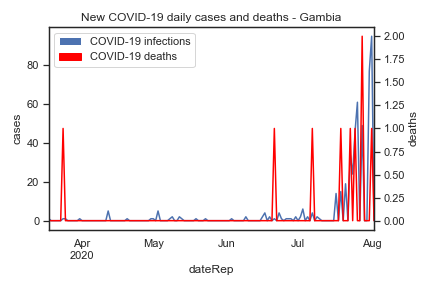 New COVID-19 daily cases and deaths - Gambia
COVID-19 infections
COVID-19 deaths
cases
80
60
40
20
0
deaths
2.00
1.75
1.50
1.25
1.00
0.75
0.50
0.25
0.00
Apr May Jun Jul Aug
2020
dateRep